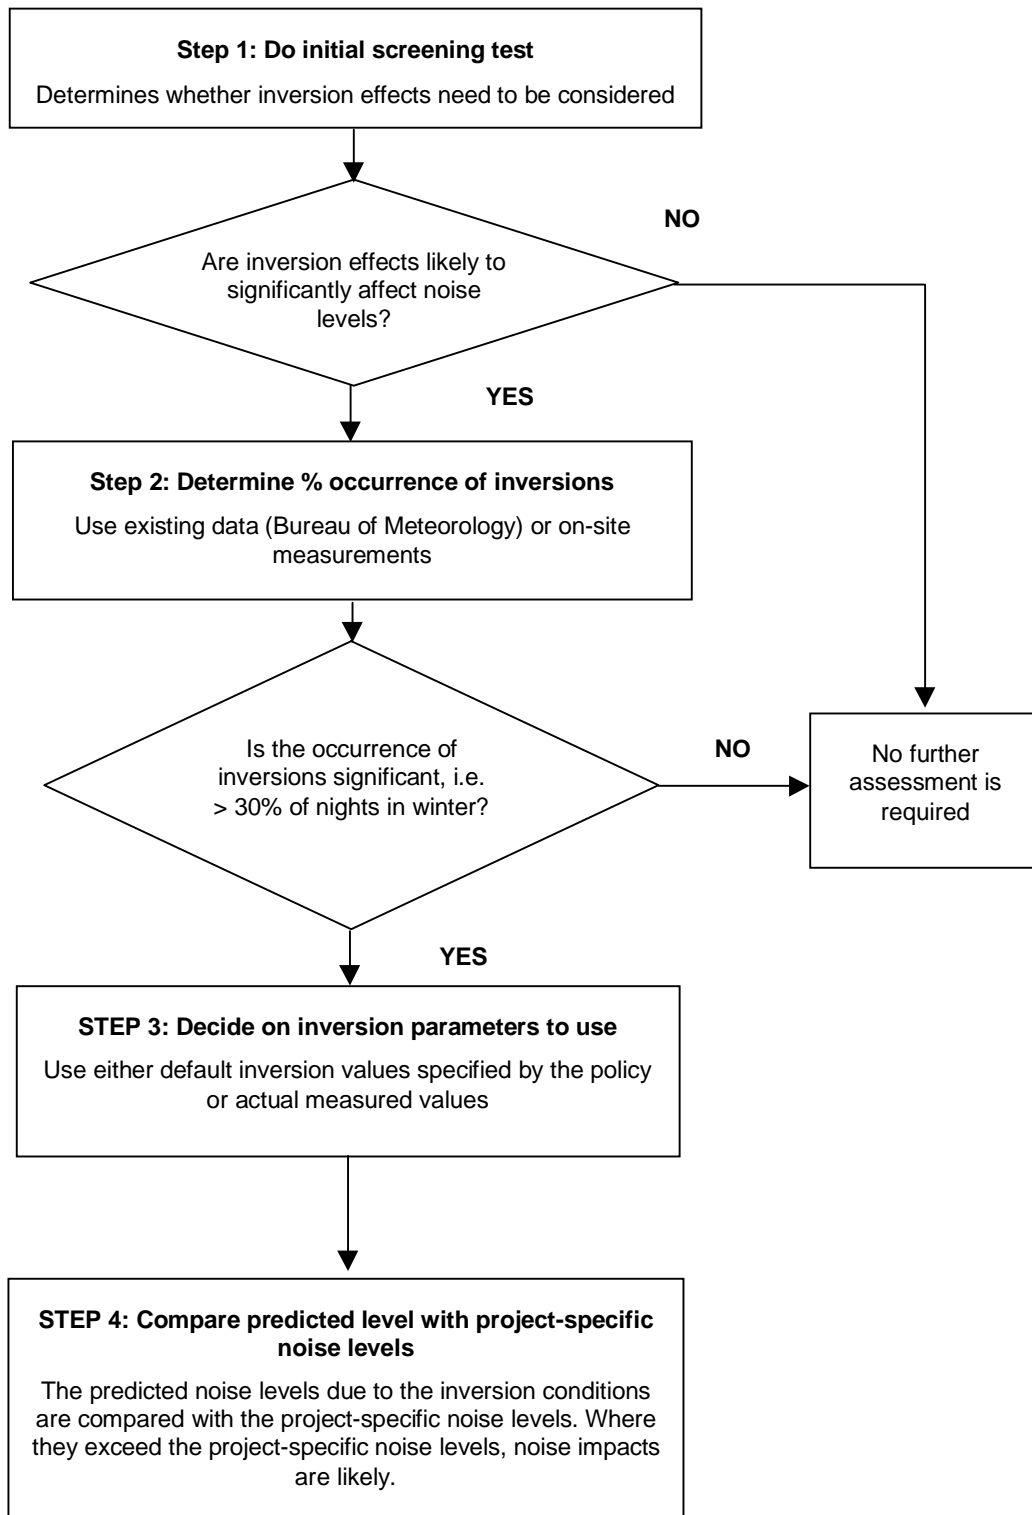 Step 1: Do initial screening test
Determines whether inversion effects need to be considered
NO
Are inversion effects likely to
significantly affect noise
levels?
YES
Step 2: Determine % occurrence of inversions
Use existing data (Bureau of Meteorology) or on-site
measurements
Is the occurrence of
inversions significant, i.e.
> 30% of nights in winter?
NO
No further
assessment is
required
YES
STEP 3: Decide on inversion parameters to use
Use either default inversion values specified by the policy
or actual measured values
STEP 4: Compare predicted level with project-specific
noise levels
The predicted noise levels due to the inversion conditions
are compared with the project-specific noise levels. Where
they exceed the project-specific noise levels, noise impacts
are likely.